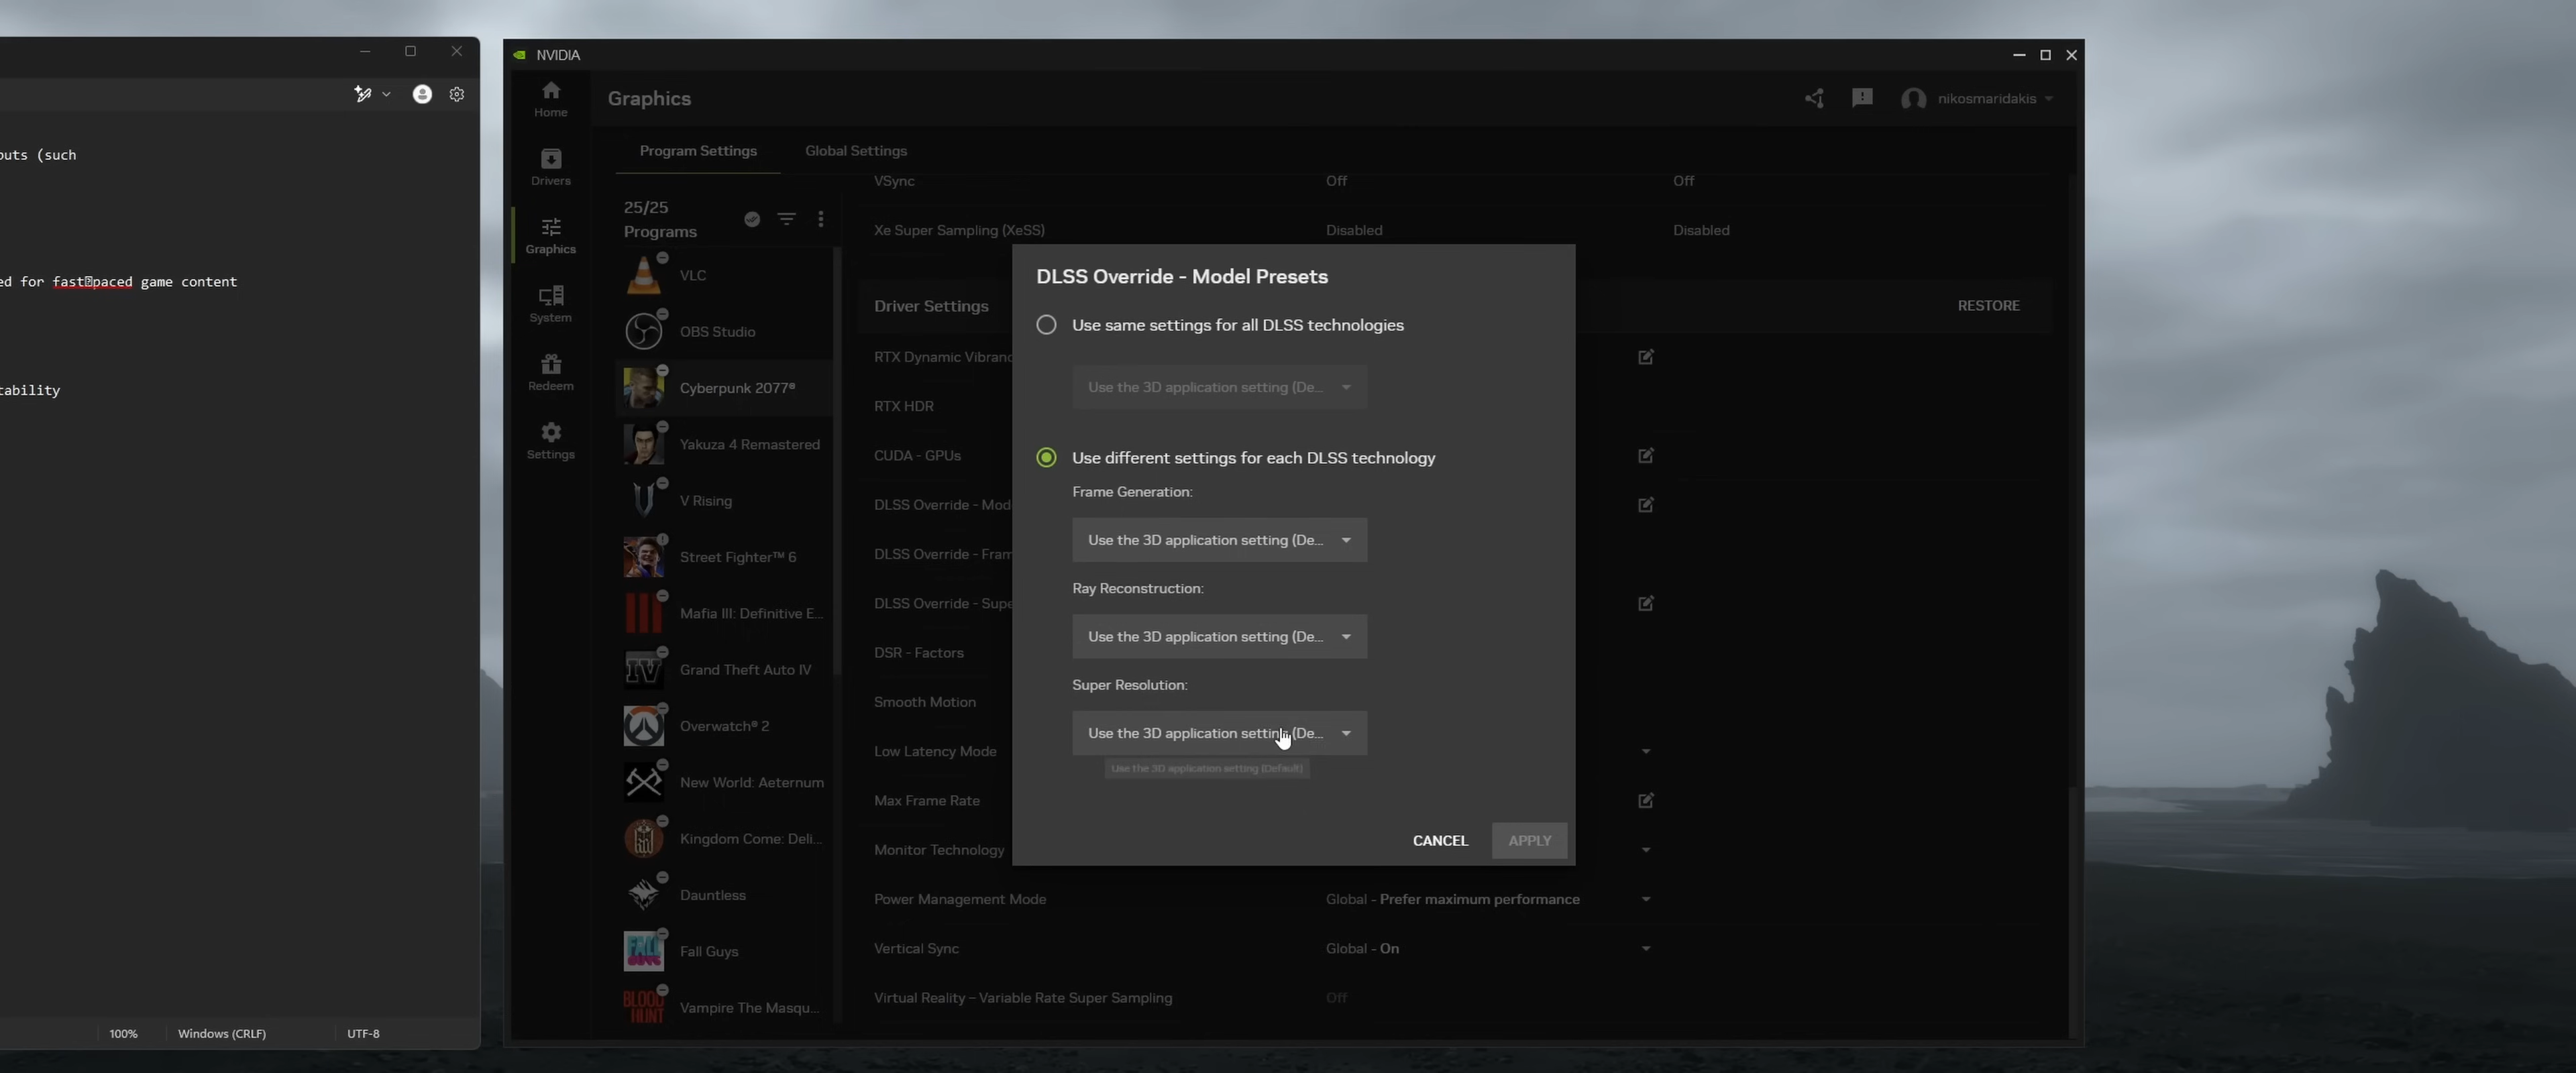 outs (such
ed for fast▯paced game content
tability
100%
Windows (CRLF)
UTF-8
NVIDIA
Home
Drivers
Graphics
System
Redeem
Settings
Graphics
nikosmaridakis
Program Settings
Global Settings
25/25
Programs
VLC
OBS Studio
Cyberpunk 2077®
Yakuza 4 Remastered
V Rising
Street Fighter™ 6
Mafia III: Definitive E...
Grand Theft Auto IV
Overwatch® 2
New World: Aeternum
Kingdom Come: Deli...
Dauntless
Fall Guys
Vampire The Masqu...
VSync Off Off
Xe Super Sampling (XeSS) Disabled Disabled
Driver Settings RESTORE
RTX Dynamic Vibranc
RTX HDR
CUDA - GPUs
DLSS Override - Mod
DLSS Override - Fram
DLSS Override - Supe
DSR - Factors
Smooth Motion
Low Latency Mode
Max Frame Rate
Monitor Technology
Power Management Mode Global - Prefer maximum performance
Vertical Sync Global - On
Virtual Reality – Variable Rate Super Sampling Off
DLSS Override - Model Presets
Use same settings for all DLSS technologies
Use the 3D application setting (De...
Use different settings for each DLSS technology
Frame Generation:
Use the 3D application setting (De...
Ray Reconstruction:
Use the 3D application setting (De...
Super Resolution:
Use the 3D application setting (De...
Use the 3D application setting (Default)
CANCEL
APPLY
FALL GUYS
BLOOD HUNT
IV